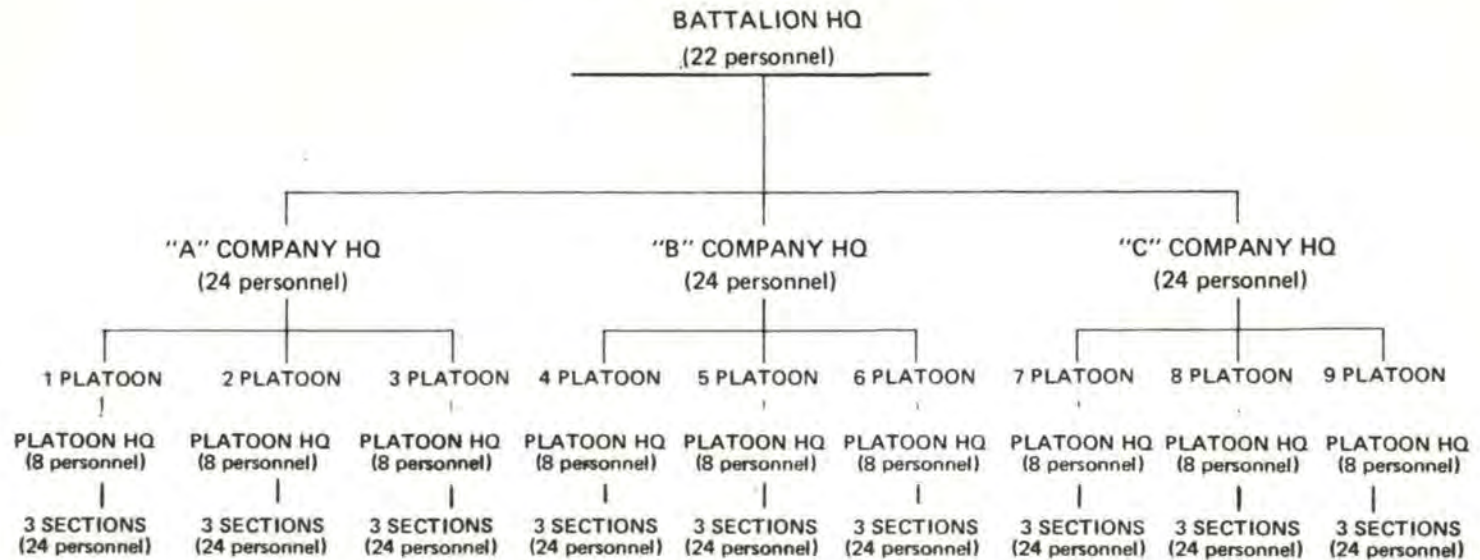 BATTALION HQ
(22 personnel)
"A" COMPANY HQ
(24 personnel)
"B" COMPANY HQ
(24 personnel)
"C" COMPANY HQ
(24 personnel)
1 PLATOON 2 PLATOON 3 PLATOON 4 PLATOON 5 PLATOON 6 PLATOON 7 PLATOON 8 PLATOON 9 PLATOON
PLATOON HQ PLATOON HQ PLATOON HQ PLATOON HQ PLATOON HQ PLATOON HQ PLATOON HQ PLATOON HQ PLATOON HQ
(8 personnel) (8 personnel) (8 personnel) (8 personnel) (8 personnel) (8 personnel) (8 personnel) (8 personnel) (8 personnel)
3 SECTIONS 3 SECTIONS 3 SECTIONS 3 SECTIONS 3 SECTIONS 3 SECTIONS 3 SECTIONS 3 SECTIONS 3 SECTIONS
(24 personnel) (24 personnel) (24 personnel) (24 personnel) (24 personnel) (24 personnel) (24 personnel) (24 personnel) (24 personnel)